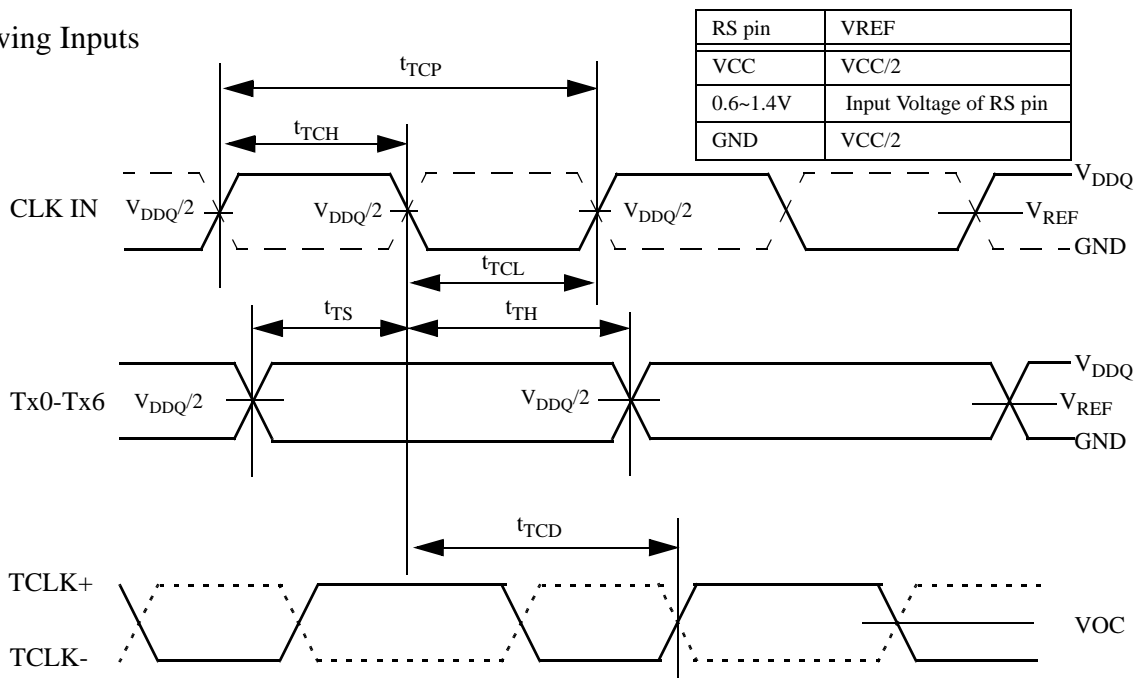 ving Inputs
RS pin VREF
VCC VCC/2
0.6~1.4V Input Voltage of RS pin
GND VCC/2
tTCP
tTCH
CLK IN VDDQ/2 VDDQ/2 VDDQ/2 VDDQ
VREF
GND
tTCL
tTS tTH
Tx0-Tx6 VDDQ/2 VDDQ/2 VDDQ
VREF
GND
tTCD
TCLK+
VOC
TCLK-